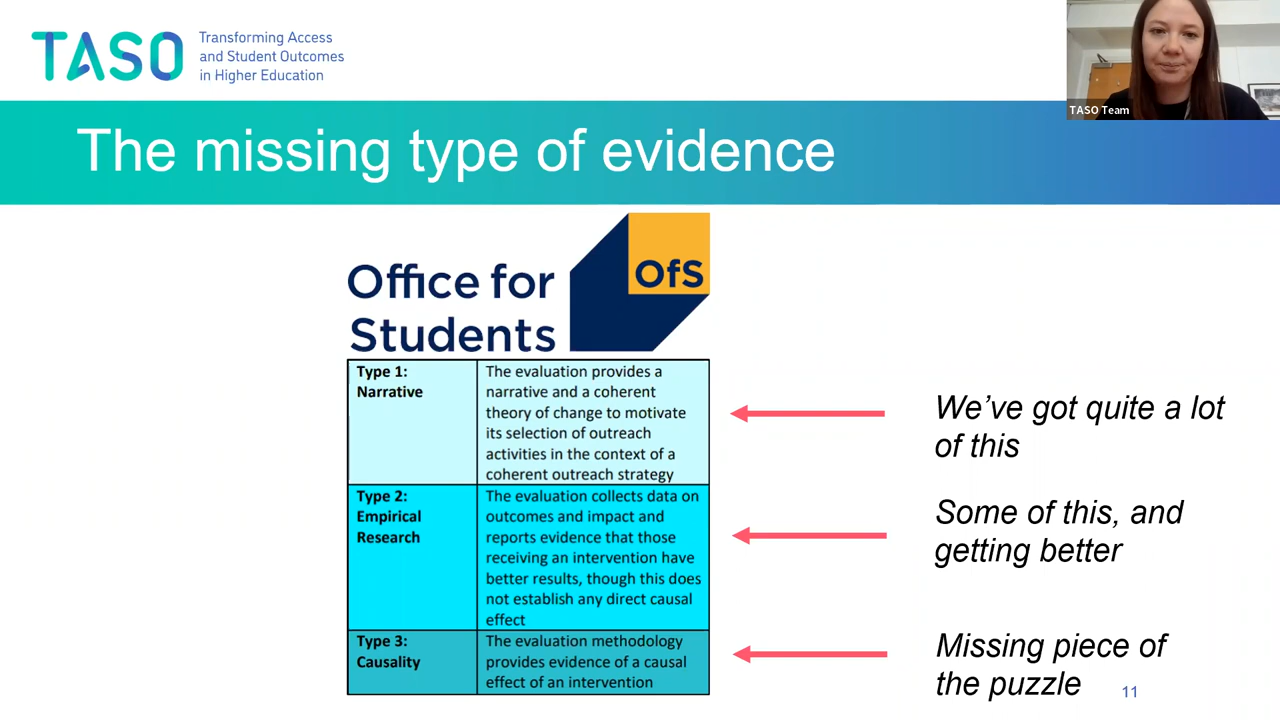 TASO
Transforming Access
and Student Outcomes
in Higher Education
TASO Team
The missing type of evidence
Office for
Students
OfS
Type 1:
Narrative
The evaluation provides a
narrative and a coherent
theory of change to motivate
its selection of outreach
activities in the context of a
coherent outreach strategy
We've got quite a lot
of this
Type 2:
Empirical
Research
The evaluation collects data on
outcomes and impact and
reports evidence that those
receiving an intervention have
better results, though this does
not establish any direct causal
effect
Some of this, and
getting better
Type 3:
Causality
The evaluation methodology
provides evidence of a causal
effect of an intervention
Missing piece of
the puzzle
11